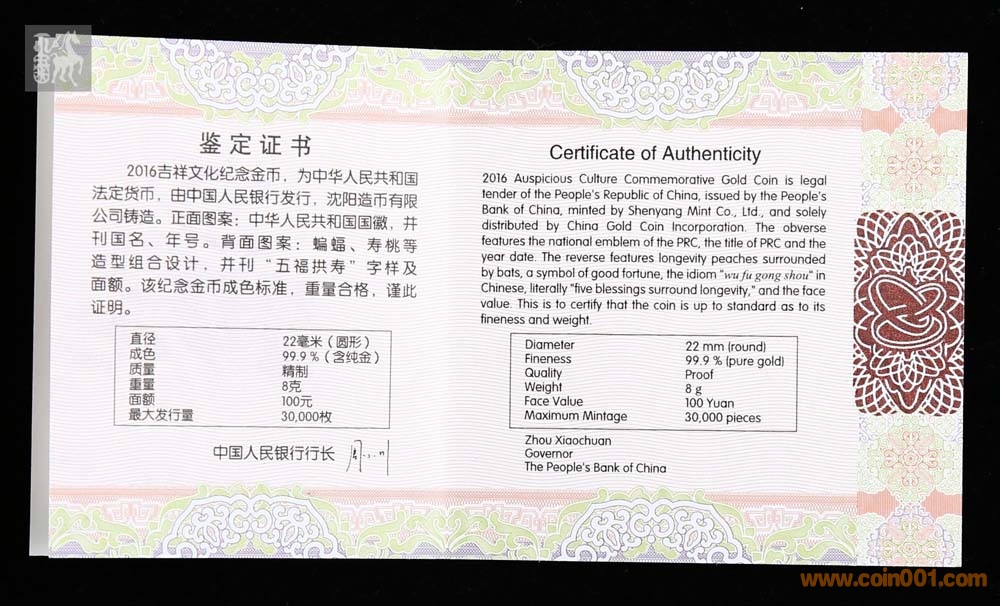 鉴定证书
2016吉祥文化纪念金币，为中华人民共和国
法定货币，由中国人民银行发行，沈阳造币有限
公司铸造。正面图案：中华人民共和国国徽，并
刊国名、年号。背面图案：蝙蝠、寿桃等
造型组合设计，并刊“五福拱寿”字样及
面额。该纪念金币成色标准，重量合格，谨此
证明。
直径 22毫米（圆形）
成色 99.9％（含纯金）
质量 精制
重量 8克
面额 100元
最大发行量 30,000枚
中国人民银行行长
Certificate of Authenticity
2016 Auspicious Culture Commemorative Gold Coin is legal
tender of the People's Republic of China, issued by the People's
Bank of China, minted by Shenyang Mint Co., Ltd., and solely
distributed by China Gold Coin Incorporation. The obverse
features the national emblem of the PRC, the title of PRC and the
year date. The reverse features longevity peaches surrounded
by bats, a symbol of good fortune, the idiom "wu fu gong shou" in
Chinese, literally "five blessings surround longevity," and the face
value. This is to certify that the coin is up to standard as to its
fineness and weight.
Diameter 22 mm (round)
Fineness 99.9 % (pure gold)
Quality Proof
Weight 8 g
Face Value 100 Yuan
Maximum Mintage 30,000 pieces
Zhou Xiaochuan
Governor
The People's Bank of China
www.coin001.com